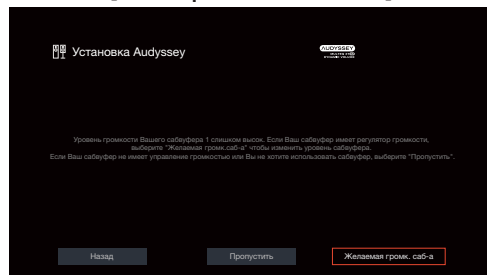 Установка Audyssey
AUDYSSEY
Уровень громкости Вашего сабвуфера 1 слишком высок. Если Ваш сабвуфер имеет регулятор громкости,
выберите "Желаемая громк.саб-а" чтобы изменить уровень сабвуфера.
Если Ваш сабвуфер не имеет управление громкостью или Вы не хотите использовать сабвуфер, выберите "Пропустить".
Назад
Пропустить
Желаемая громк. саб-а